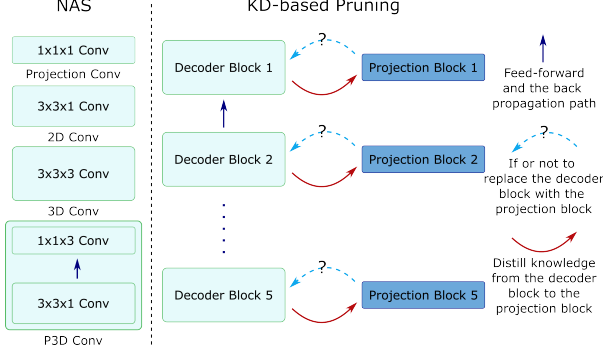 NAS
1x1x1 Conv
Projection Conv
3x3x1 Conv
2D Conv
3x3x3 Conv
3D Conv
1x1x3 Conv
3x3x1 Conv
P3D Conv
KD-based Pruning
?
Decoder Block 1
Projection Block 1
?
Decoder Block 2
Projection Block 2
?
Decoder Block 5
Projection Block 5
Feed-forward
and the back
propagation path
?
If or not to
replace the decoder
block with the
projection block
Distill knowledge
from the decoder
block to the
projection block